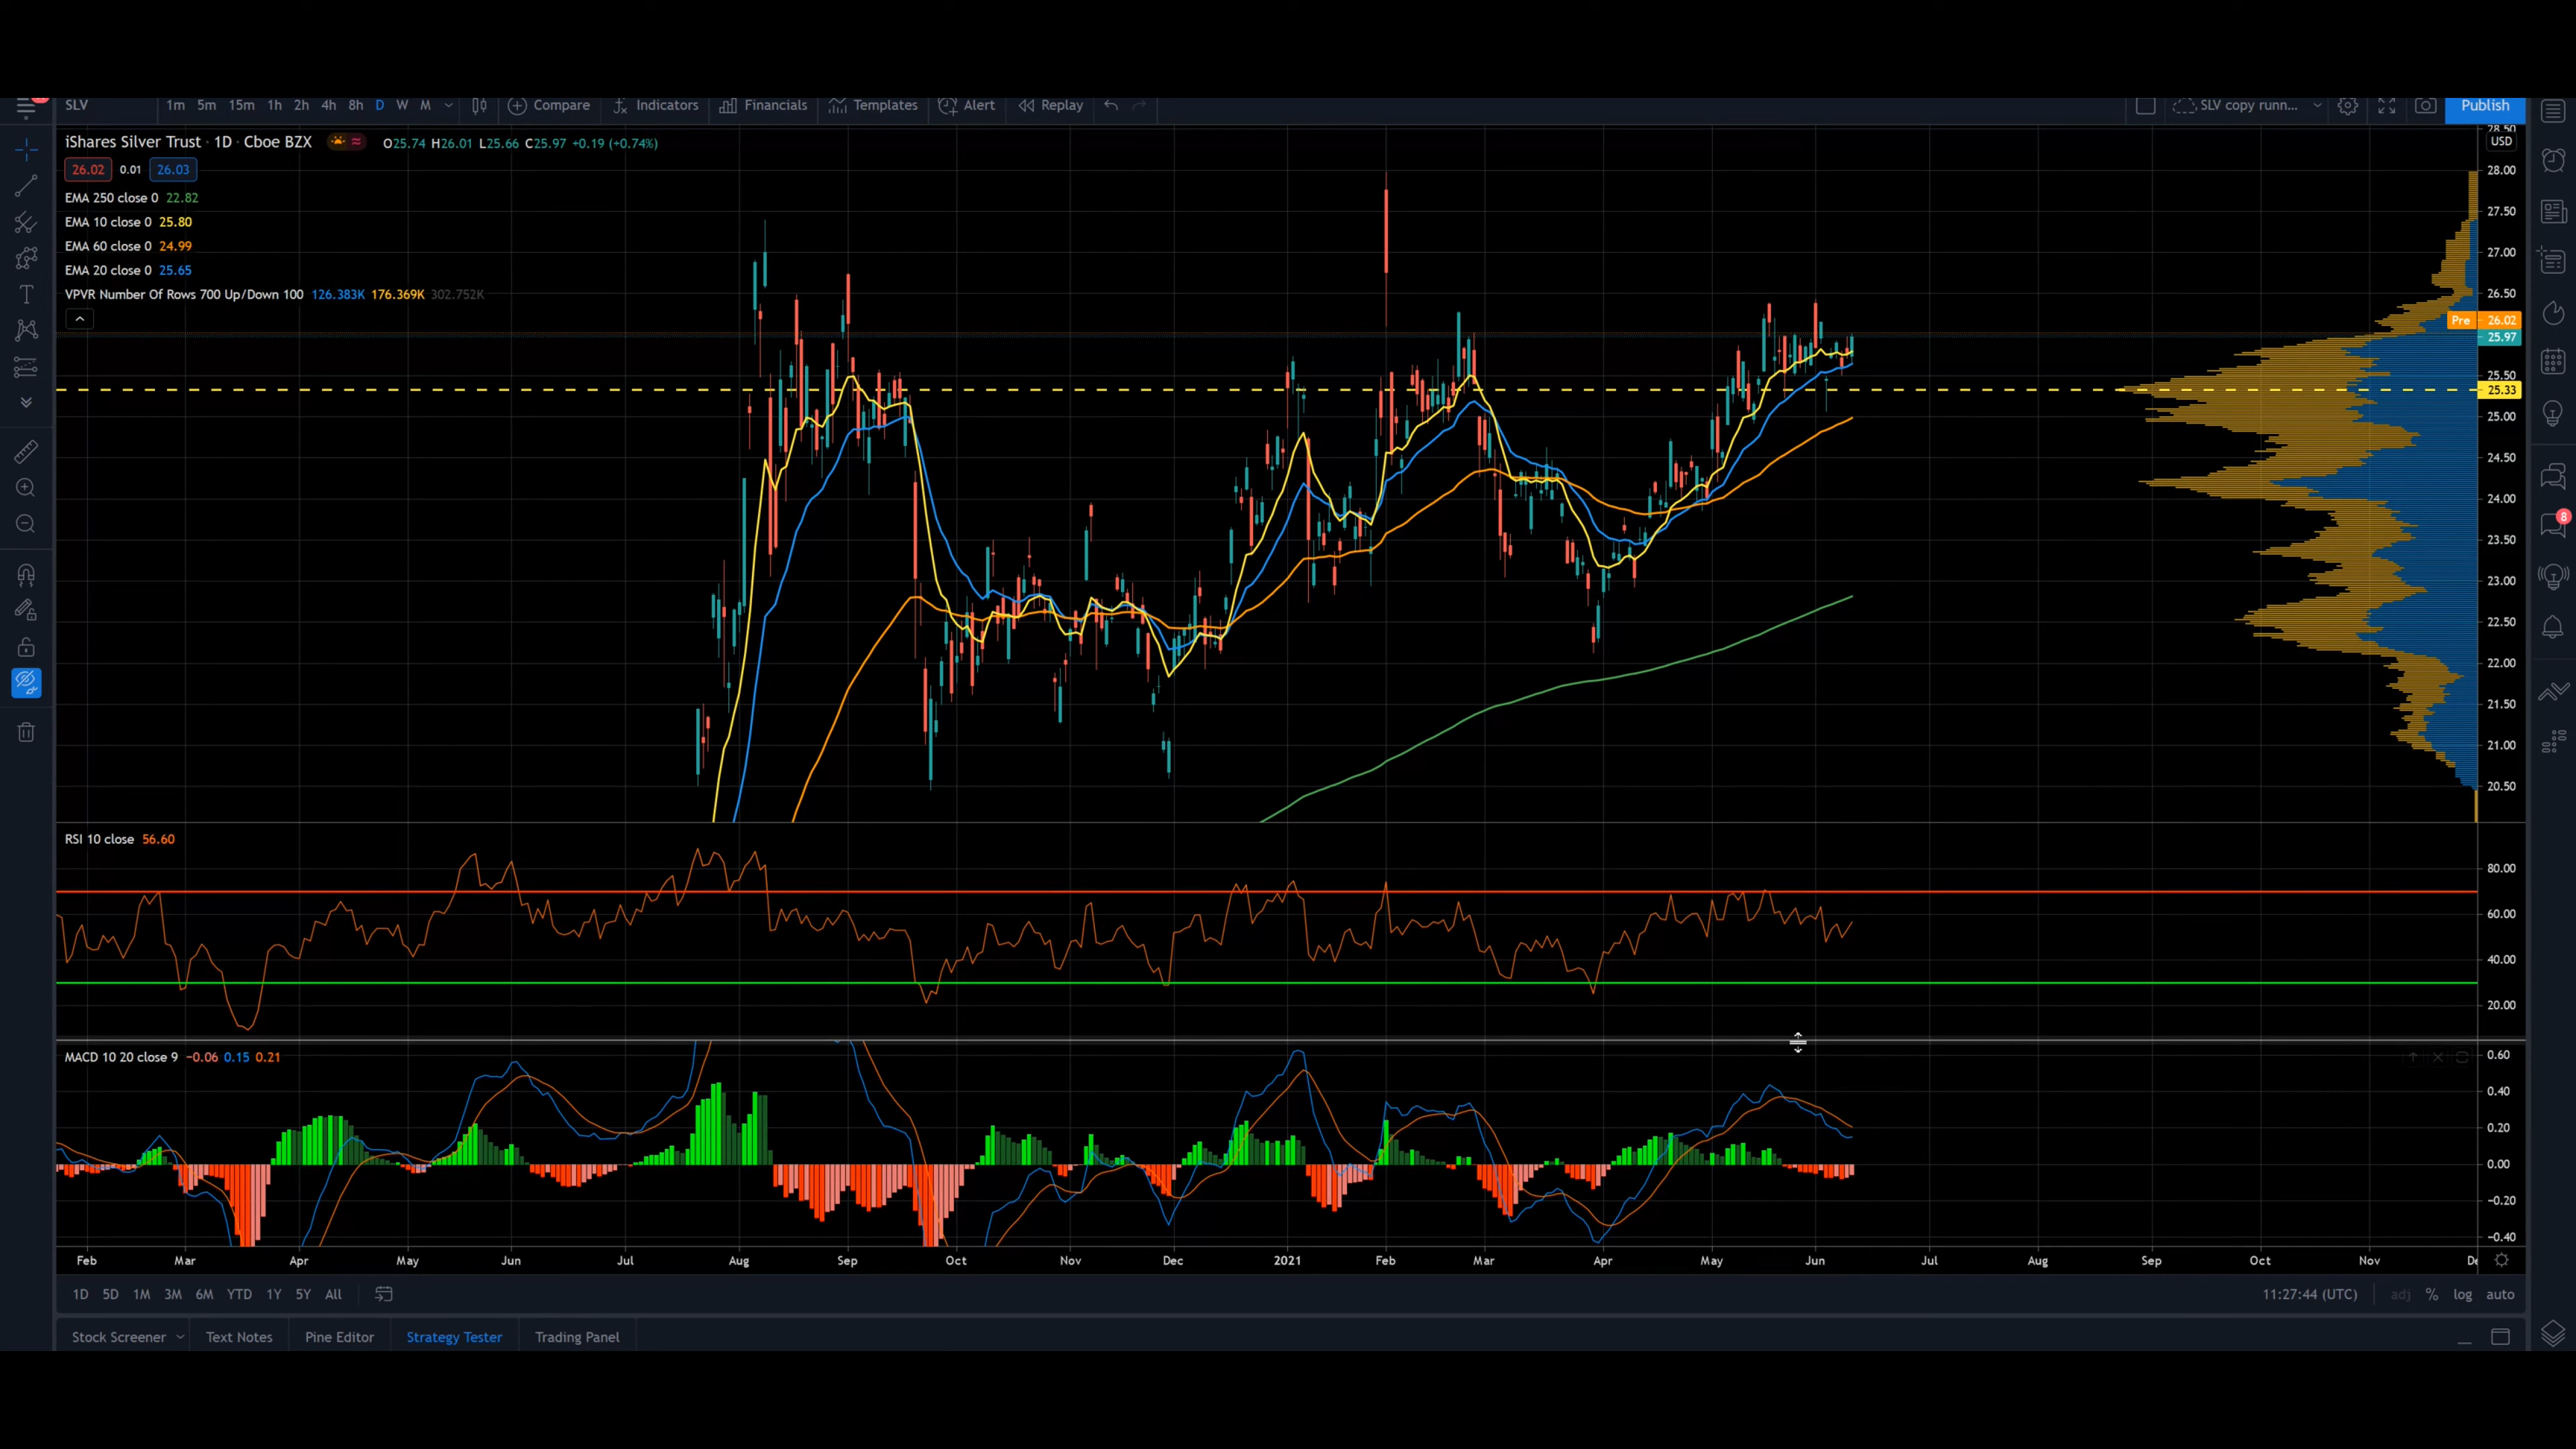 SLV 1m 5m 15m 1h 2h 4h 8h D W M Compare Indicators Financials Templates Alert Replay SLV copy runn... Publish
iShares Silver Trust · 1D · Cboe BZX O25.74 H26.01 L25.66 C25.97 +0.19 (+0.74%)
26.02 0.01 26.03
EMA 250 close 0 22.82
EMA 10 close 0 25.80
EMA 60 close 0 24.99
EMA 20 close 0 25.65
VPVR Number Of Rows 700 Up/Down 100 126.383K 176.369K 302.752K
28.50
USD
28.00
27.50
27.00
26.50
Pre 26.02
25.97
25.50
25.33
25.00
24.50
24.00
23.50
8
23.00
22.50
22.00
21.50
21.00
20.50
RSI 10 close 56.60
80.00
60.00
40.00
20.00
MACD 10 20 close 9 −0.06 0.15 0.21
0.60
0.40
0.20
0.00
−0.20
−0.40
Feb Mar Apr May Jun Jul Aug Sep Oct Nov Dec 2021 Feb Mar Apr May Jun Jul Aug Sep Oct Nov
1D 5D 1M 3M 6M YTD 1Y 5Y All 11:27:44 (UTC) adj % log auto
Stock Screener Text Notes Pine Editor Strategy Tester Trading Panel